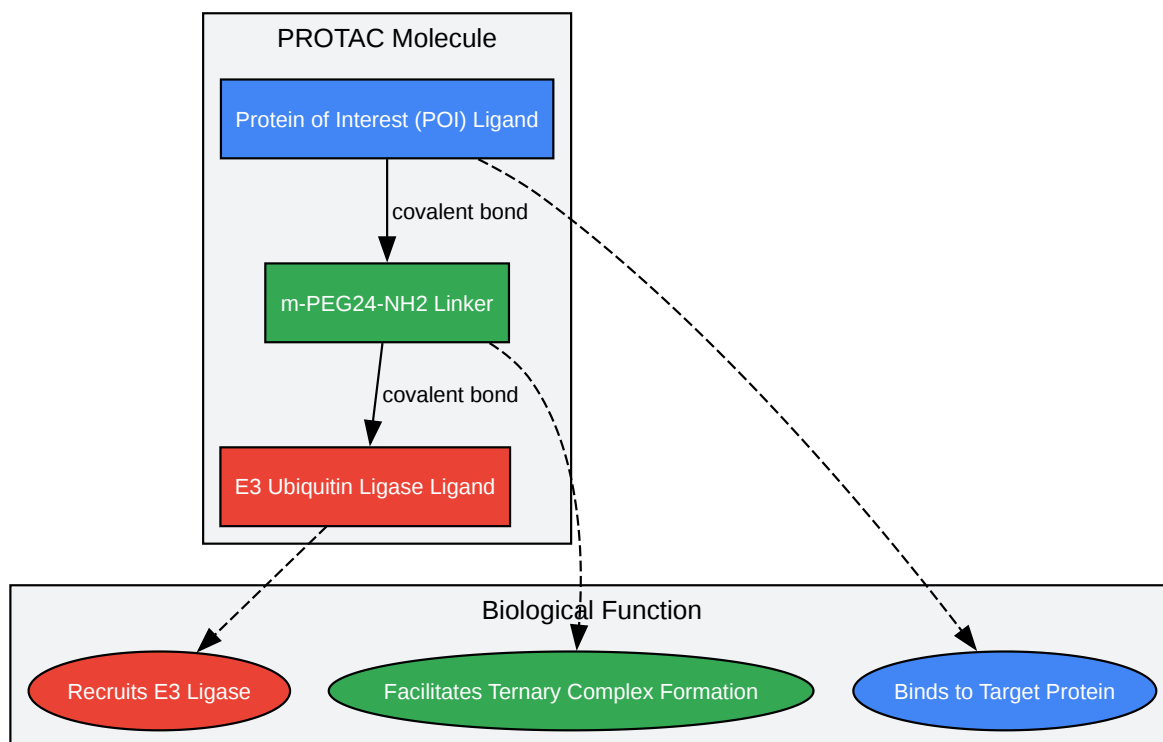 PROTAC Molecule
Protein of Interest (POI) Ligand
covalent bond
m-PEG24-NH2 Linker
covalent bond
E3 Ubiquitin Ligase Ligand
Biological Function
Recruits E3 Ligase
Facilitates Ternary Complex Formation
Binds to Target Protein